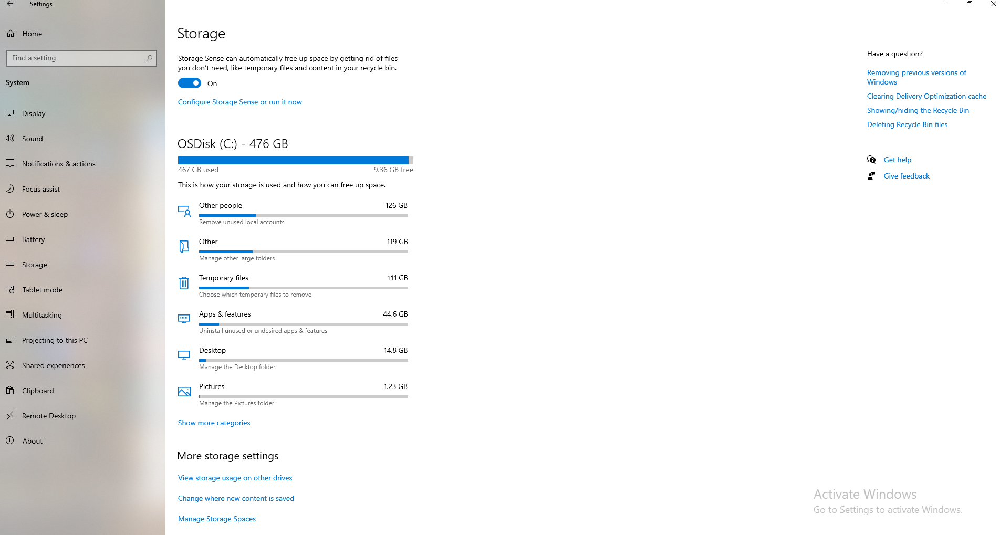 Settings
Home
Find a setting
System
Display
Sound
Notifications & actions
Focus assist
Power & sleep
Battery
Storage
Tablet mode
Multitasking
Projecting to this PC
Shared experiences
Clipboard
Remote Desktop
About
Storage
Storage Sense can automatically free up space by getting rid of files
you don't need, like temporary files and content in your recycle bin.
On
Configure Storage Sense or run it now
OSDisk (C:) - 476 GB
467 GB used
9.36 GB free
This is how your storage is used and how you can free up space.
Other people
126 GB
Remove unused local accounts
Other
119 GB
Manage other large folders
Temporary files
111 GB
Choose which temporary files to remove
Apps & features
44.6 GB
Uninstall unused or undesired apps & features
Desktop
14.8 GB
Manage the Desktop folder
Pictures
1.23 GB
Manage the Pictures folder
Show more categories
More storage settings
View storage usage on other drives
Change where new content is saved
Manage Storage Spaces
Have a question?
Removing previous versions of
Windows
Clearing Delivery Optimization cache
Showing/hiding the Recycle Bin
Deleting Recycle Bin files
Get help
Give feedback
Activate Windows
Go to Settings to activate Windows.